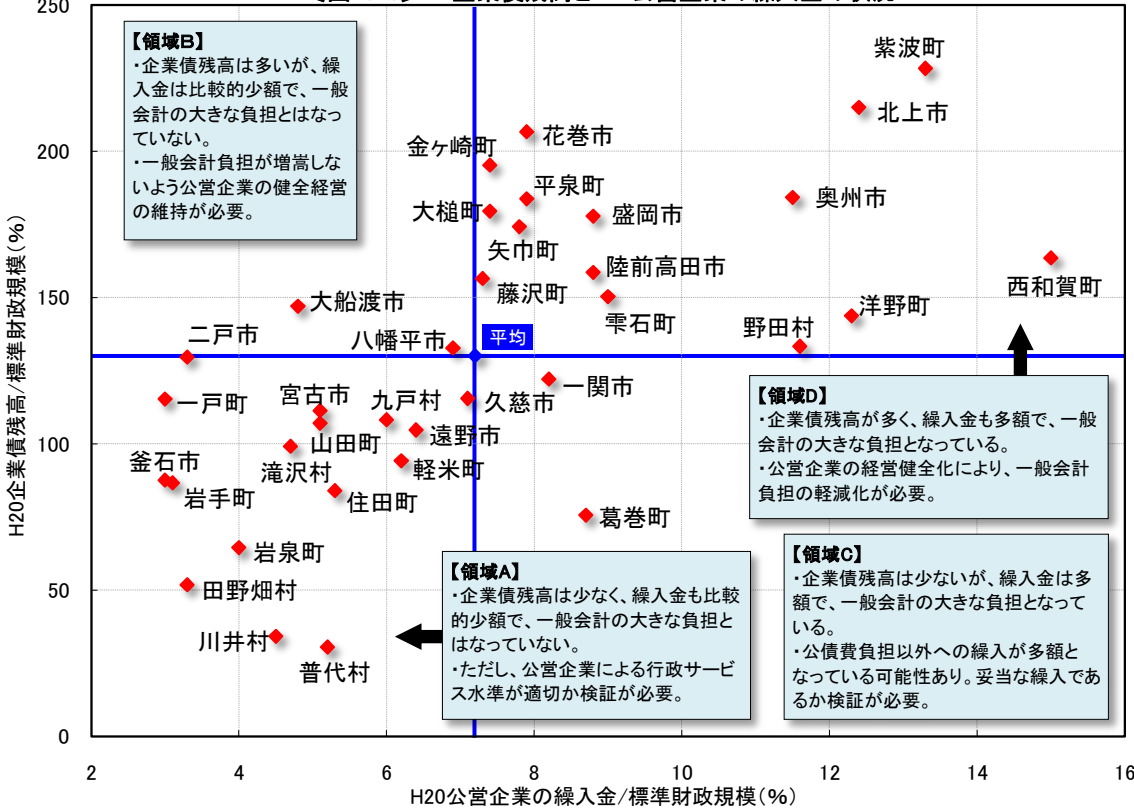 250
200
150
100
50
0
H20企業債残高/標準財政規模(%)
【領域B】
・企業債残高は多いが、繰
入金は比較的少額で、一般
会計の大きな負担とはなっ
ていない。
・一般会計負担が増嵩しな
いよう公営企業の健全経営
の維持が必要。
紫波町
北上市
花巻市
金ヶ崎町
平泉町
奥州市
大槌町
盛岡市
矢巾町
陸前高田市
西和賀町
藤沢町
大船渡市
雫石町
洋野町
野田村
二戸市
八幡平市
平均
一関市
一戸町
宮古市
九戸村
久慈市
山田町
遠野市
滝沢村
軽米町
釜石市
岩手町
住田町
葛巻町
岩泉町
田野畑村
川井村
普代村
【領域D】
・企業債残高が多く、繰入金も多額で、一般
会計の大きな負担となっている。
・公営企業の経営健全化により、一般会計
負担の軽減化が必要。
【領域A】
・企業債残高は少なく、繰入金も比較
的少額で、一般会計の大きな負担と
はなっていない。
・ただし、公営企業による行政サービ
ス水準が適切か検証が必要。
【領域C】
・企業債残高は少ないが、繰入金は多
額で、一般会計の大きな負担となって
いる。
・公債費負担以外への繰入が多額と
なっている可能性あり。妥当な繰入であ
るか検証が必要。
2
4
6
8
10
12
14
16
H20公営企業の繰入金/標準財政規模(%)